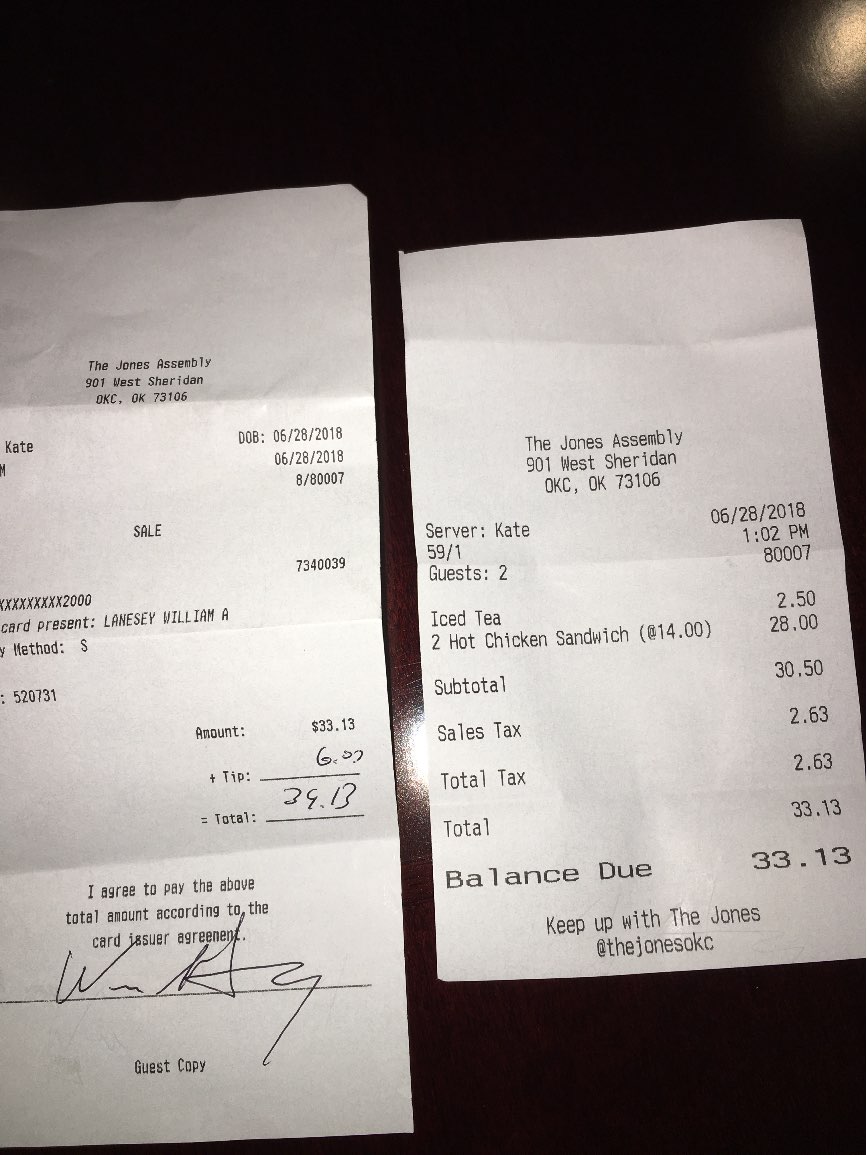 The Jones Assembly
901 West Sheridan
OKC, OK 73106
Kate DOB: 06/28/2018
M 06/28/2018
8/80007
SALE
7340039
XXXXXXXXX2000
card present: LANESEY WILLIAM A
y Method: S
: 520731
Amount: $33.13
+ Tip: 6.00
= Total: 39.13
I agree to pay the above
total amount according to the
card issuer agreement.
Guest Copy
The Jones Assembly
901 West Sheridan
OKC, OK 73106
Server: Kate 06/28/2018
59/1 1:02 PM
Guests: 2 80007
Iced Tea 2.50
2 Hot Chicken Sandwich (@14.00) 28.00
Subtotal 30.50
Sales Tax 2.63
Total Tax 2.63
Total 33.13
Balance Due 33.13
Keep up with The Jones
@thejonesokc